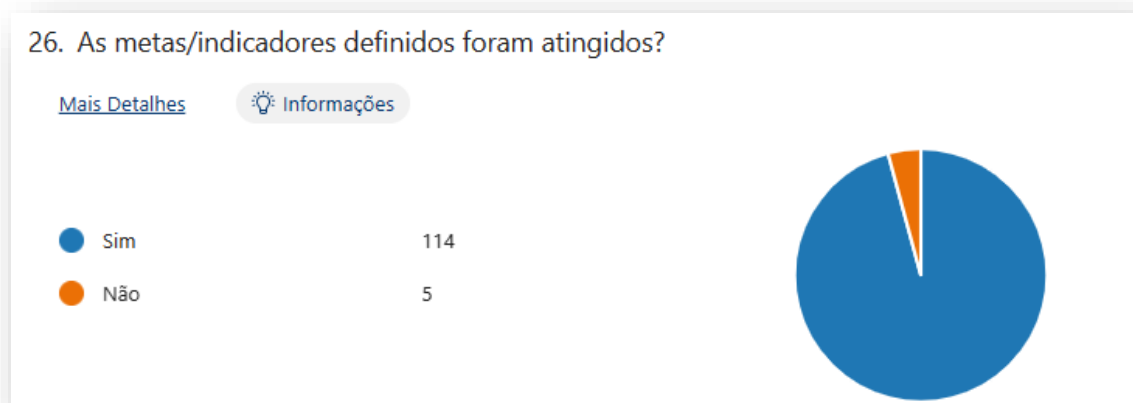 26. As metas/indicadores definidos foram atingidos?
Mais Detalhes Informações
Sim 114
Não 5